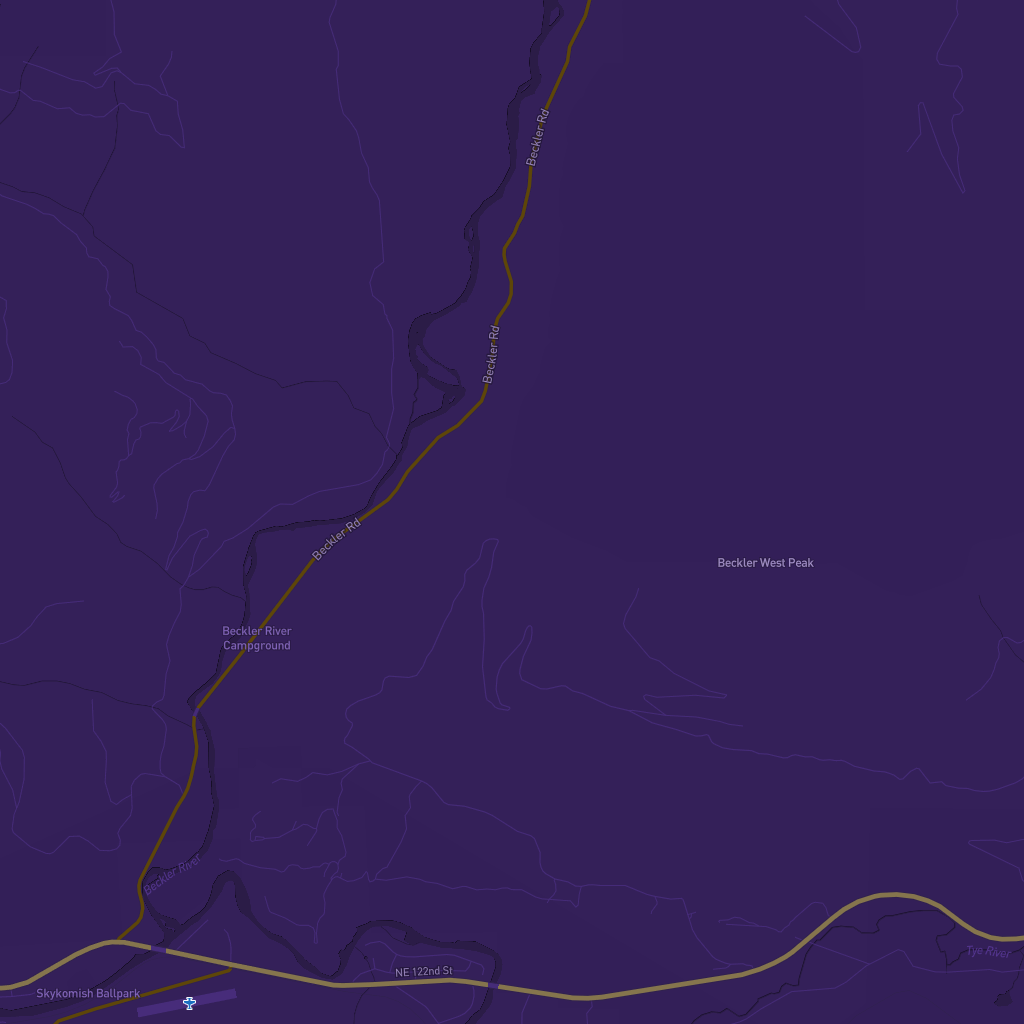 Beckler Rd
Beckler Rd
Beckler Rd
Beckler West Peak
Beckler River
Campground
Beckler River
Tye River
NE 122nd St
Skykomish Ballpark